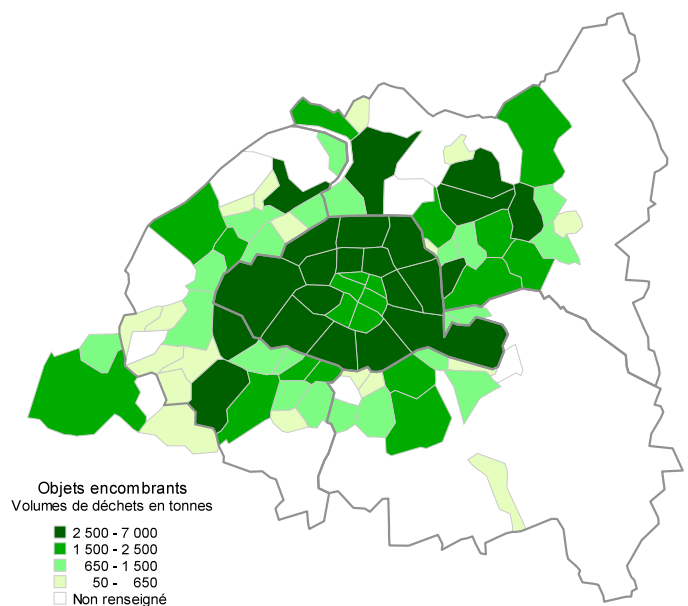 Objets encombrants
Volumes de déchets en tonnes
2 500 - 7 000
1 500 - 2 500
650 - 1 500
50 - 650
Non renseigné